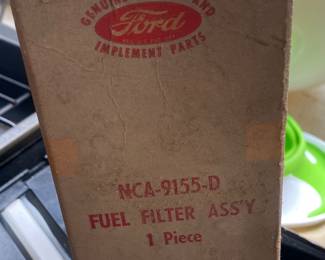 GENUINE AND
Ford
IMPLEMENT PARTS
NCA-9155-D
FUEL FILTER ASS'Y
1 Piece